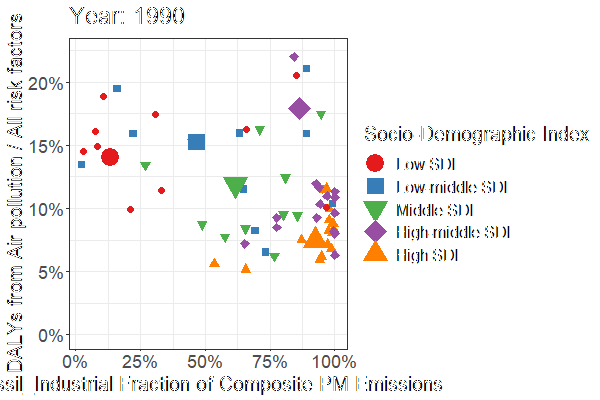 Year: 1990
DALYs from Air pollution / All risk factors
20%
15%
10%
5%
0%
0%
25%
50%
75%
100%
ssil_Industrial Fraction of Composite PM Emissions
Socio-Demographic Index
Low SDI
Low-middle SDI
Middle SDI
High-middle SDI
High SDI